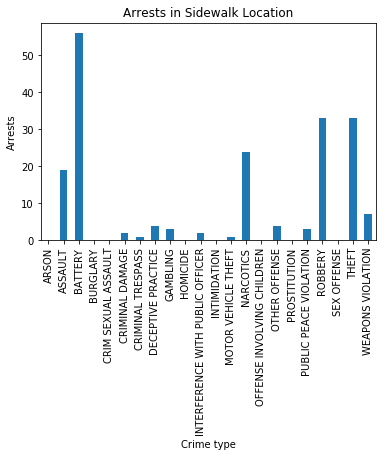 Arrests in Sidewalk Location
Arrests
50
40
30
20
10
0
ARSON
ASSAULT
BATTERY
BURGLARY
CRIM SEXUAL ASSAULT
CRIMINAL DAMAGE
CRIMINAL TRESPASS
DECEPTIVE PRACTICE
GAMBLING
HOMICIDE
INTERFERENCE WITH PUBLIC OFFICER
INTIMIDATION
MOTOR VEHICLE THEFT
NARCOTICS
OFFENSE INVOLVING CHILDREN
OTHER OFFENSE
PROSTITUTION
PUBLIC PEACE VIOLATION
ROBBERY
SEX OFFENSE
THEFT
WEAPONS VIOLATION
Crime type